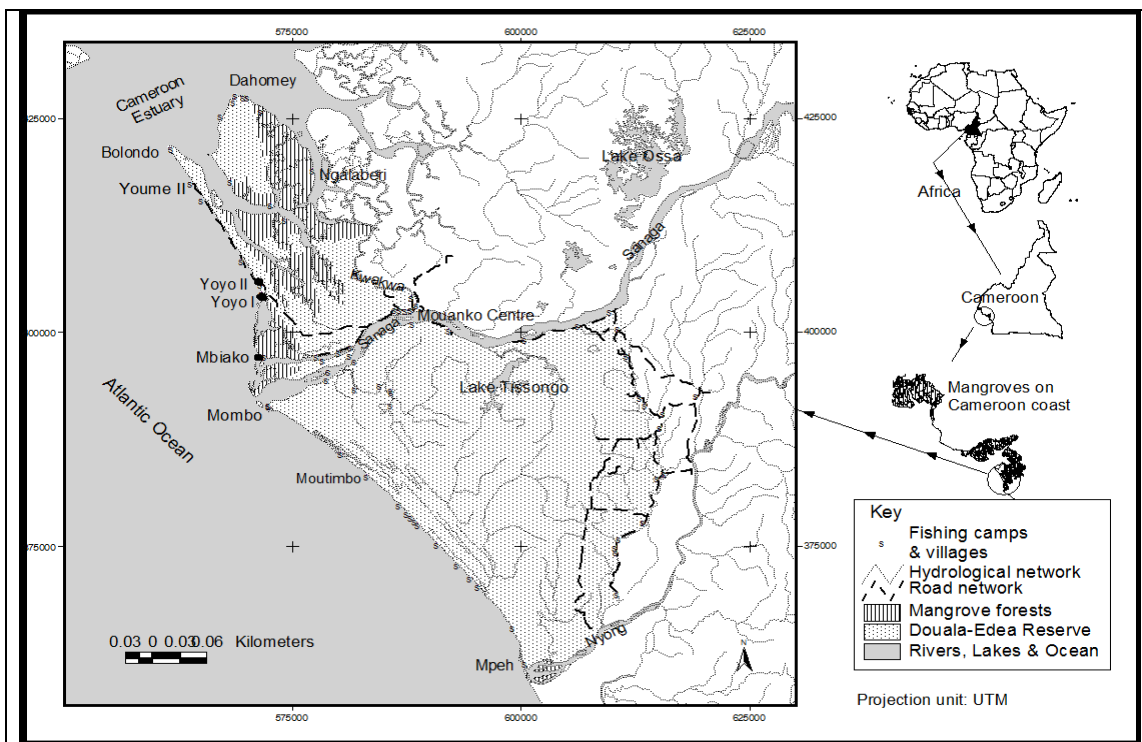 575000
600000
625000
Cameroon
Estuary
Dahomey
425000
425000
Bolondo
Youme II
Ngalaberi
Lake Ossa
Africa
Sanaga
Kwakwa
Yoyo II
Yoyo I
Mouanko Centre
Cameroon
400000
400000
Sanaga
Mbiako
Lake Tissongo
Mangroves on
Cameroon coast
Atlantic Ocean
Mombo
Moutimbo
Key
s Fishing camps
& villages
Hydrological network
Road network
Mangrove forests
Douala-Edea Reserve
Rivers, Lakes & Ocean
375000
375000
0.03 0 0.03 0.06 Kilometers
Nyong
N
Mpeh
Projection unit: UTM
575000
600000
625000